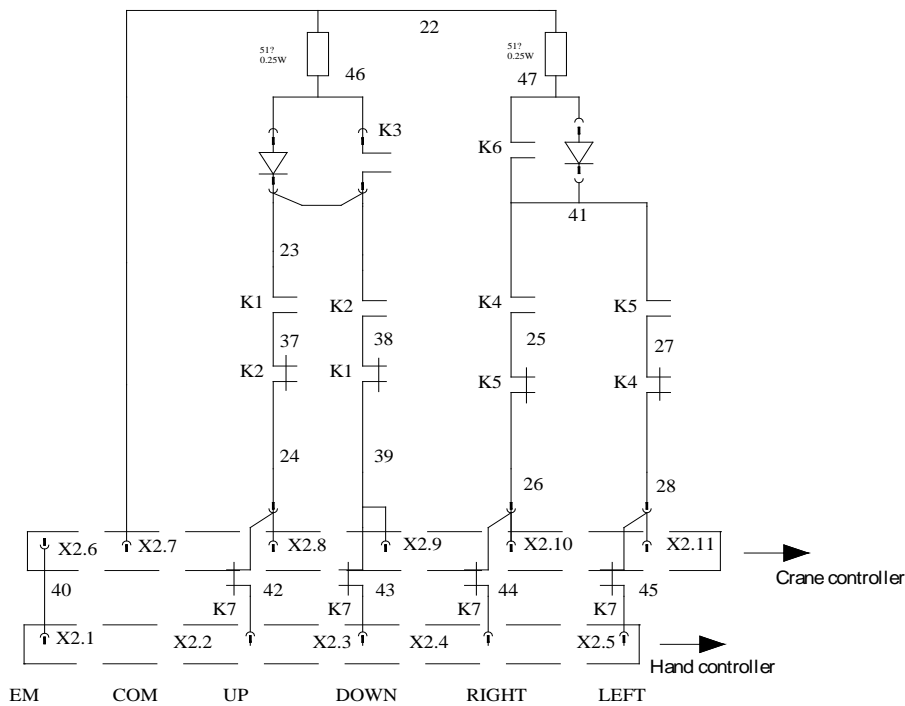 22
51?
0.25W
46
51?
0.25W
47
K3
K6
41
23
K1
K2
K4
K5
37
38
25
27
K2
K1
K5
K4
24
39
26
28
X2.6
X2.7
X2.8
X2.9
X2.10
X2.11
Crane controller
40
42
43
44
45
K7
K7
K7
K7
X2.1
X2.2
X2.3
X2.4
X2.5
Hand controller
EM
COM
UP
DOWN
RIGHT
LEFT